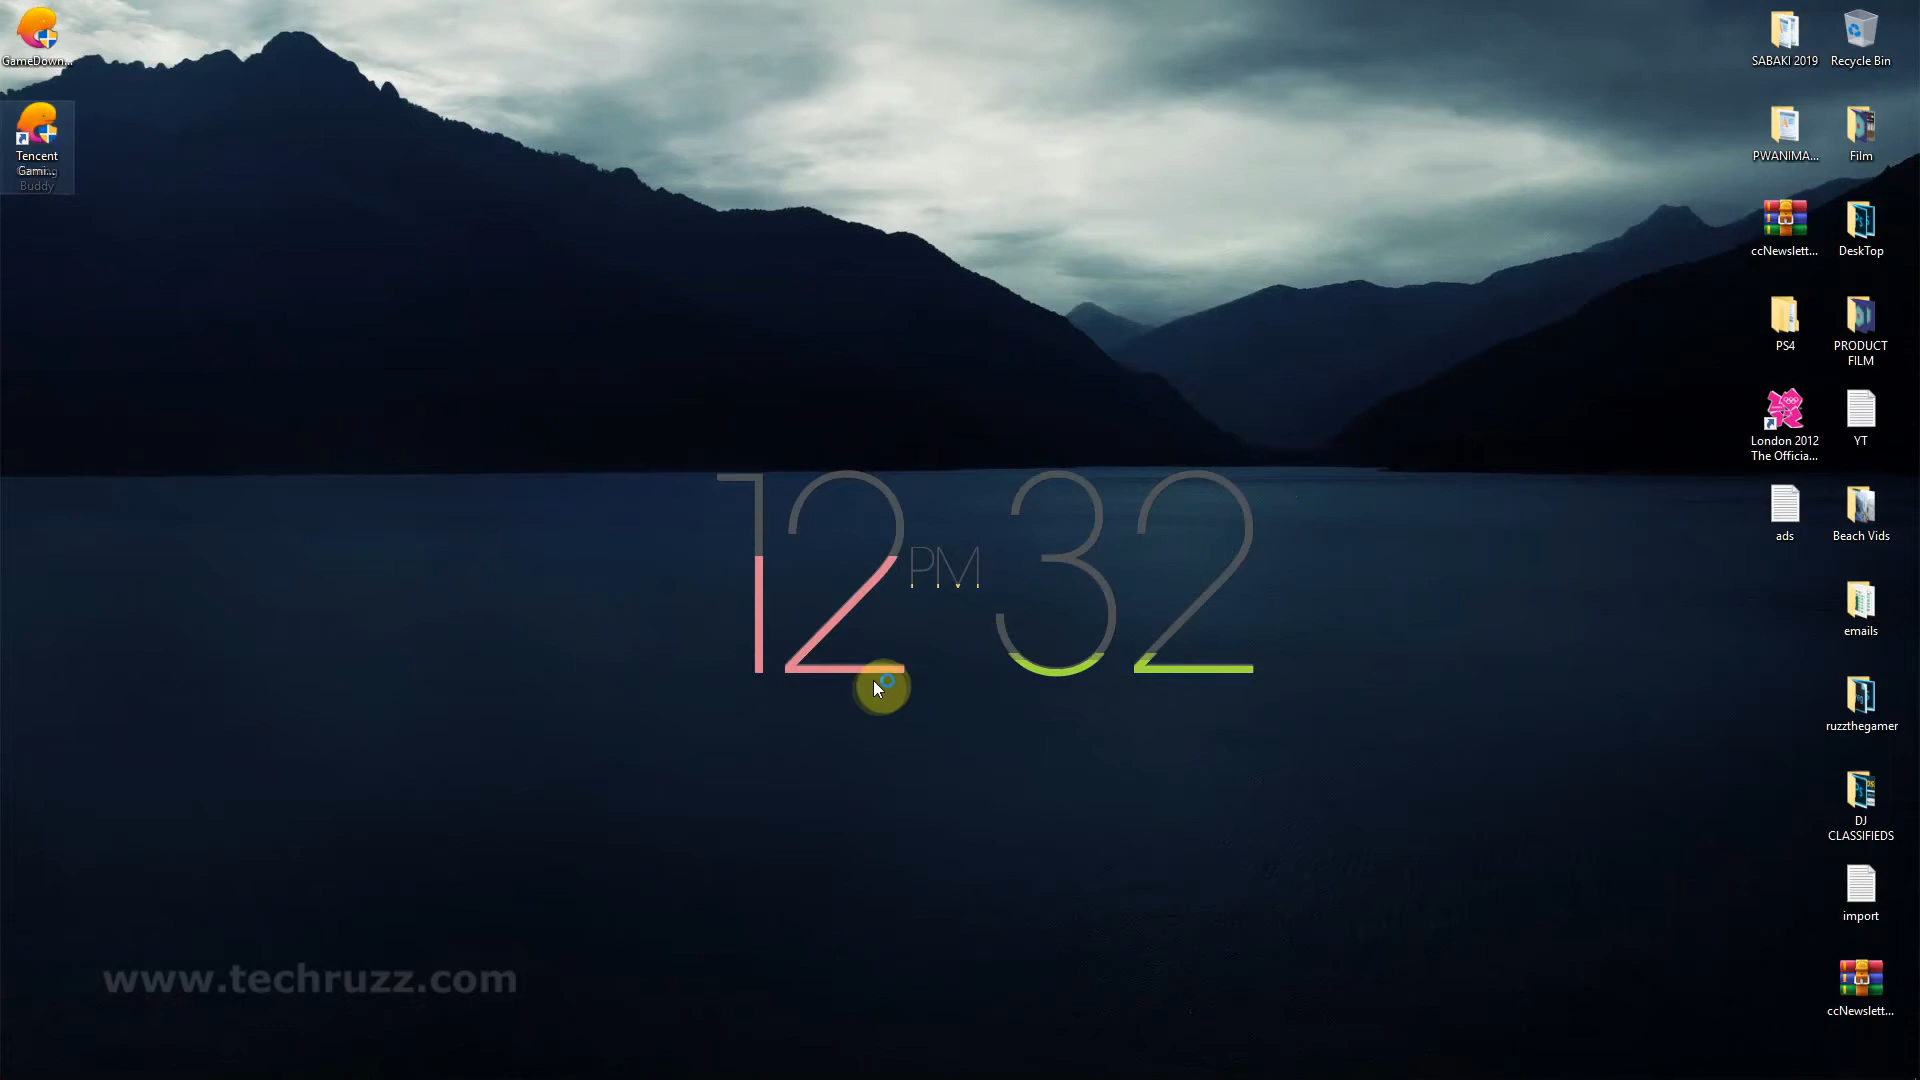 GameDown...
Tencent
Gami...
Buddy
SABAKI 2019
Recycle Bin
PWANIMA...
Film
ccNewslett...
DeskTop
PS4
PRODUCT
FILM
London 2012
The Officia...
YT
ads
Beach Vids
emails
ruzzthegamer
DJ
CLASSIFIEDS
import
ccNewslett...
12 PM 32
www.techruzz.com